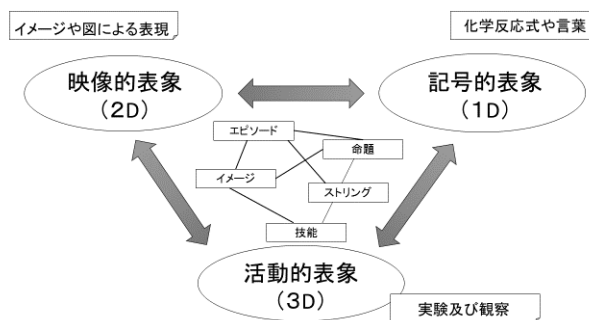 イメージや図による表現
化学反応式や言葉
映像的表象
（２D）
記号的表象
（１D）
エピソード
命題
イメージ
ストリング
技能
活動的表象
（３D）
実験及び観察